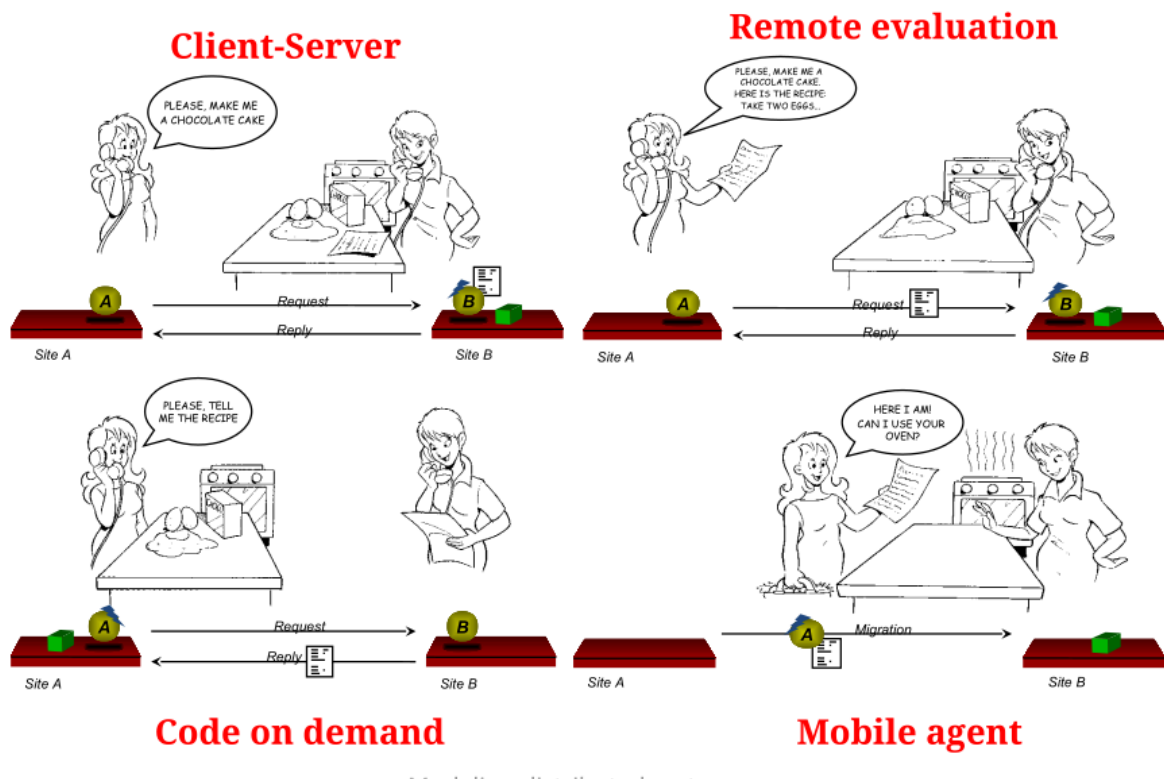 Client-Server
Remote evaluation
PLEASE, MAKE ME
A CHOCOLATE CAKE
PLEASE, MAKE ME A
CHOCOLATE CAKE.
HERE IS THE RECIPE:
TAKE TWO EGGS...
A
Request
Reply
B
Site A
Site B
A
Request
Reply
B
Site A
Site B
PLEASE, TELL
ME THE RECIPE
HERE I AM!
CAN I USE YOUR
OVEN?
A
Request
Reply
B
Site A
Site B
A
Migration
Site A
Site B
Code on demand
Mobile agent